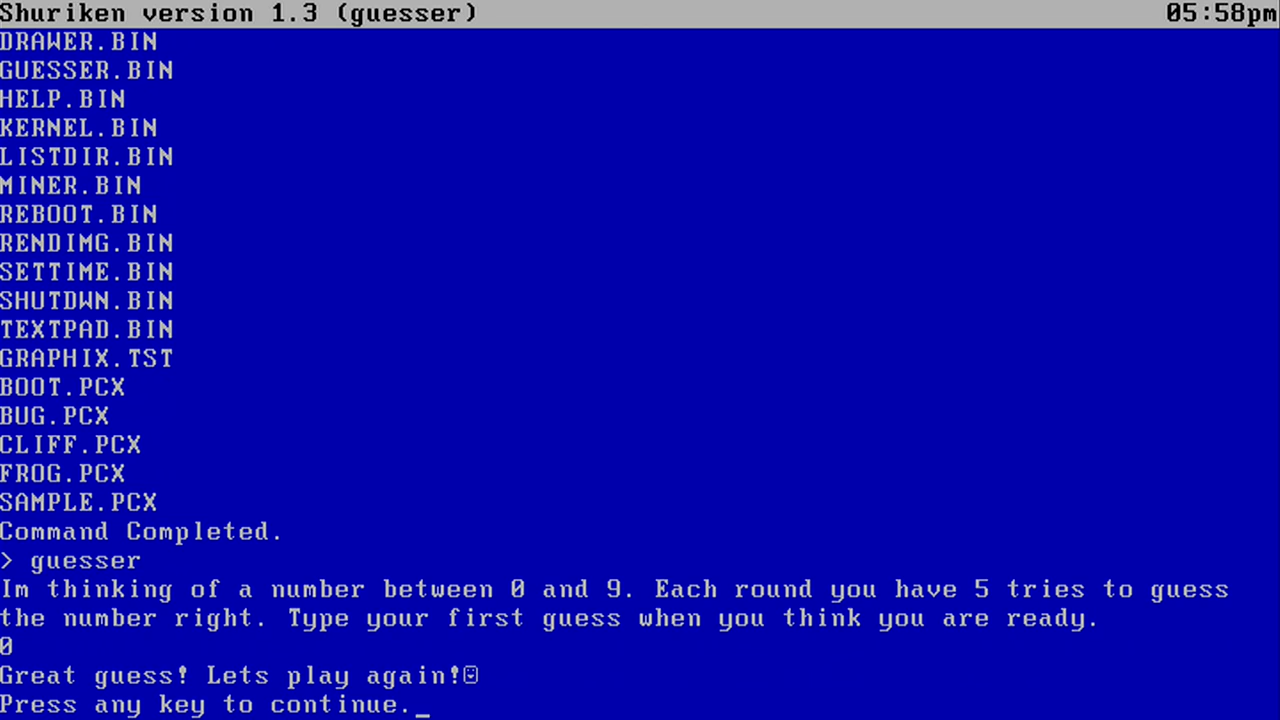 Shuriken version 1.3 (guesser) 05:58pm
DRAWER.BIN
GUESSER.BIN
HELP.BIN
KERNEL.BIN
LISTDIR.BIN
MINER.BIN
REBOOT.BIN
RENDIMG.BIN
SETTIME.BIN
SHUTDWN.BIN
TEXTPAD.BIN
GRAPHIX.TST
BOOT.PCX
BUG.PCX
CLIFF.PCX
FROG.PCX
SAMPLE.PCX
Command Completed.
> guesser
Im thinking of a number between 0 and 9. Each round you have 5 tries to guess
the number right. Type your first guess when you think you are ready.
0
Great guess! Lets play again!☺
Press any key to continue._